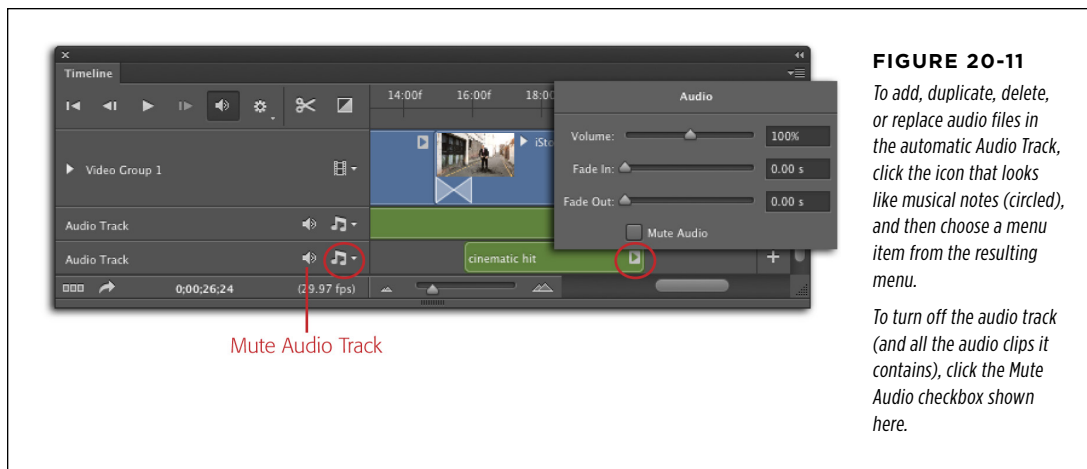 Timeline
14:00f 16:00f 18:00
Video Group 1
Audio Track
Audio Track
cinematic hit
0;00;26;24 (29.97 fps)
Audio
Volume: 100%
Fade In: 0.00 s
Fade Out: 0.00 s
Mute Audio
Mute Audio Track
FIGURE 20-11
To add, duplicate, delete,
or replace audio files in
the automatic Audio Track,
click the icon that looks
like musical notes (circled),
and then choose a menu
item from the resulting
menu.
To turn off the audio track
(and all the audio clips it
contains), click the Mute
Audio checkbox shown
here.